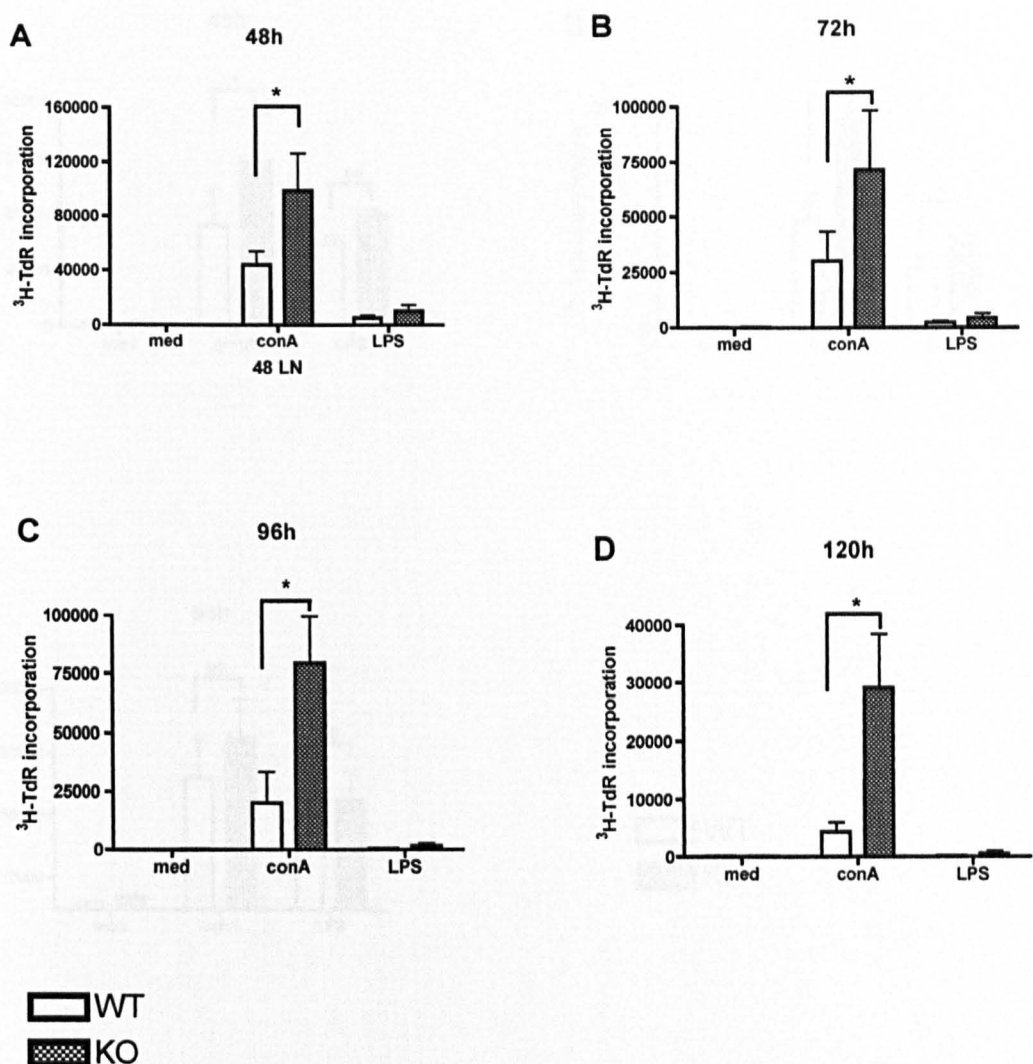 A
48h
³H-TdR incorporation
160000
120000
80000
40000
0
*
med conA LPS
48 LN
B
72h
³H-TdR incorporation
100000
75000
50000
25000
0
*
med conA LPS
C
96h
³H-TdR incorporation
100000
75000
50000
25000
0
*
med conA LPS
D
120h
³H-TdR incorporation
40000
30000
20000
10000
0
*
med conA LPS
WT
KO